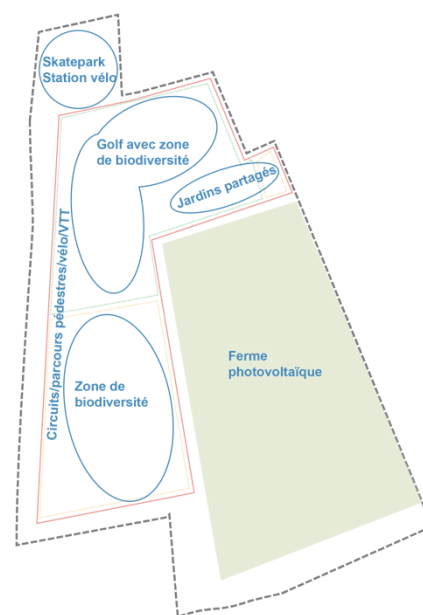 Skatepark
Station vélo
Golf avec zone
de biodiversité
Jardins partagés
Circuits/parcours pédestres/vélo/VTT
Zone de
biodiversité
Ferme
photovoltaïque